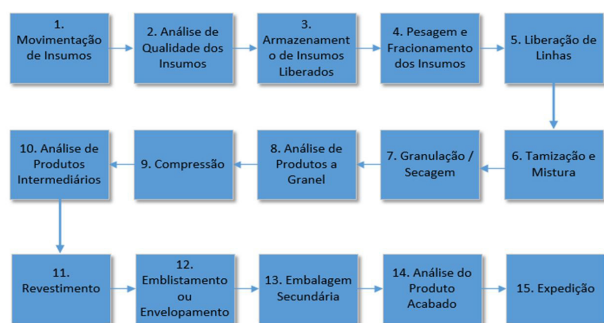 1.
Movimentação
de Insumos
2. Análise de
Qualidade dos
Insumos
3.
Armazenament
o de Insumos
Liberados
4. Pesagem e
Fracionamento
dos Insumos
5. Liberação de
Linhas
10. Análise de
Produtos
Intermediários
9. Compressão
8. Análise de
Produtos a
Granel
7. Granulação /
Secagem
6. Tamização e
Mistura
11.
Revestimento
12.
Emblistamento
ou
Envelopamento
13. Embalagem
Secundária
14. Análise do
Produto
Acabado
15. Expedição